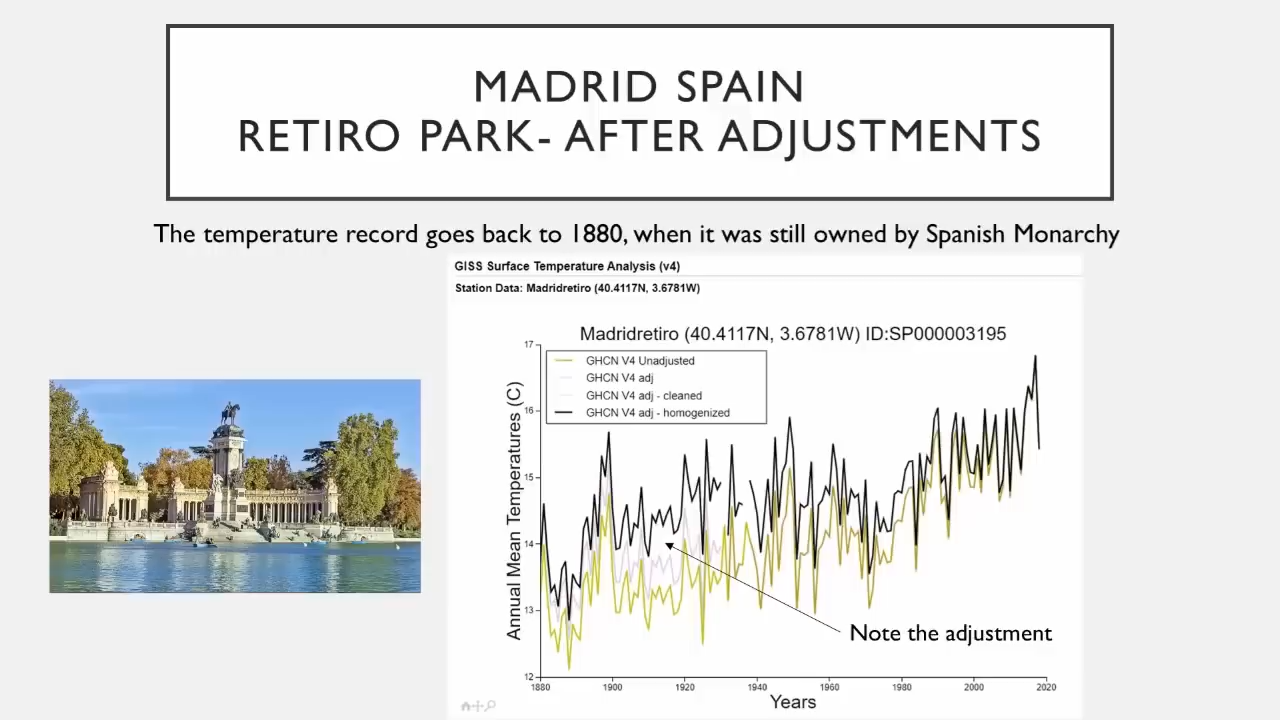 MADRID SPAIN
RETIRO PARK- AFTER ADJUSTMENTS
The temperature record goes back to 1880, when it was still owned by Spanish Monarchy
GISS Surface Temperature Analysis (v4)
Station Data: Madridretiro (40.4117N, 3.6781W)
Madridretiro (40.4117N, 3.6781W) ID:SP000003195
GHCN V4 Unadjusted
GHCN V4 adj
GHCN V4 adj - cleaned
GHCN V4 adj - homogenized
Annual Mean Temperatures (C)
17
16
15
14
13
12
Note the adjustment
1880 1900 1920 1940 1960 1980 2000 2020
Years